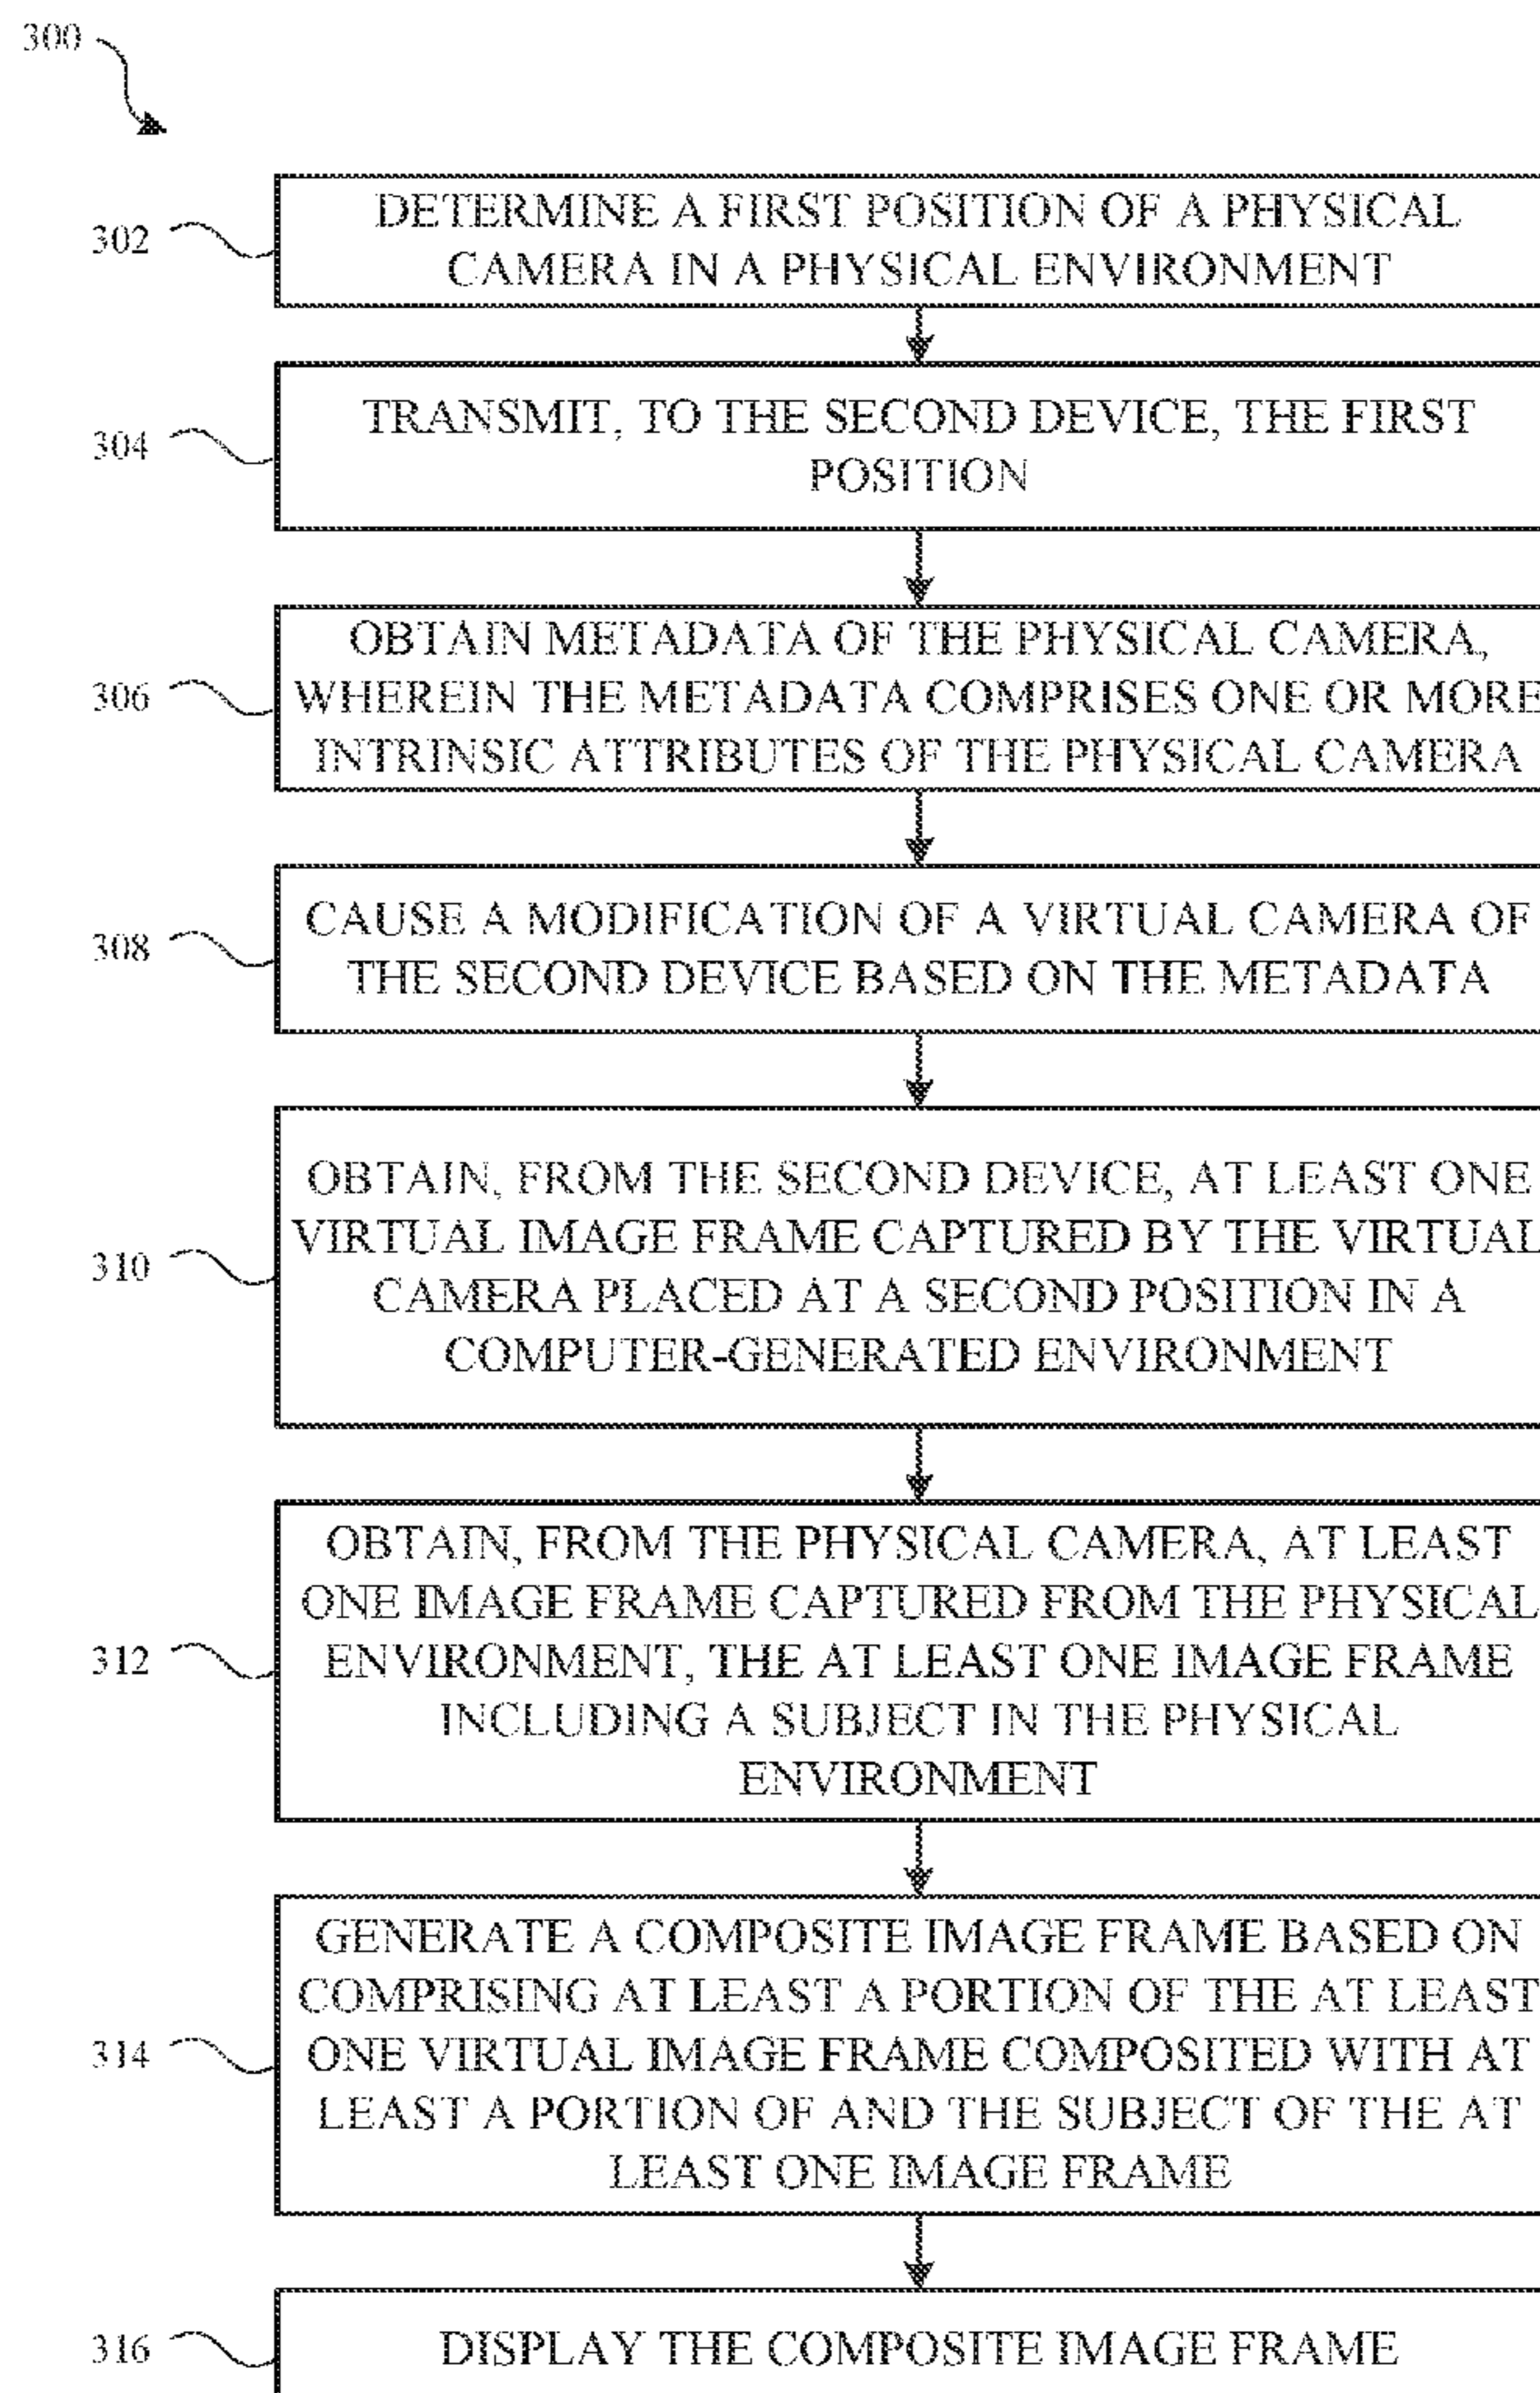 300
302
DETERMINE A FIRST POSITION OF A PHYSICAL
CAMERA IN A PHYSICAL ENVIRONMENT
304
TRANSMIT, TO THE SECOND DEVICE, THE FIRST
POSITION
306
OBTAIN METADATA OF THE PHYSICAL CAMERA,
WHEREIN THE METADATA COMPRISES ONE OR MORE
INTRINSIC ATTRIBUTES OF THE PHYSICAL CAMERA
308
CAUSE A MODIFICATION OF A VIRTUAL CAMERA OF
THE SECOND DEVICE BASED ON THE METADATA
310
OBTAIN, FROM THE SECOND DEVICE, AT LEAST ONE
VIRTUAL IMAGE FRAME CAPTURED BY THE VIRTUAL
CAMERA PLACED AT A SECOND POSITION IN A
COMPUTER-GENERATED ENVIRONMENT
312
OBTAIN, FROM THE PHYSICAL CAMERA, AT LEAST
ONE IMAGE FRAME CAPTURED FROM THE PHYSICAL
ENVIRONMENT, THE AT LEAST ONE IMAGE FRAME
INCLUDING A SUBJECT IN THE PHYSICAL
ENVIRONMENT
314
GENERATE A COMPOSITE IMAGE FRAME BASED ON
COMPRISING AT LEAST A PORTION OF THE AT LEAST
ONE VIRTUAL IMAGE FRAME COMPOSITED WITH AT
LEAST A PORTION OF AND THE SUBJECT OF THE AT
LEAST ONE IMAGE FRAME
316
DISPLAY THE COMPOSITE IMAGE FRAME